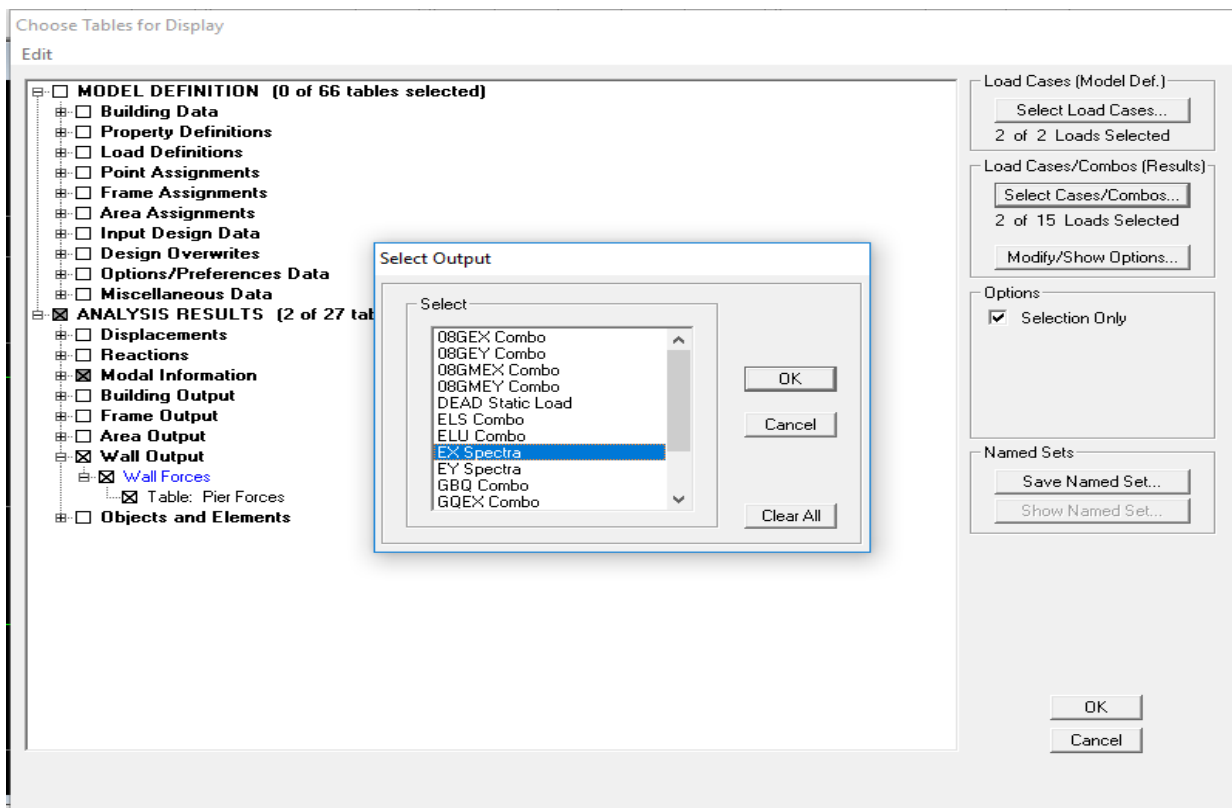 Choose Tables for Display
Edit
MODEL DEFINITION (0 of 66 tables selected)
Building Data
Property Definitions
Load Definitions
Point Assignments
Frame Assignments
Area Assignments
Input Design Data
Design Overwrites
Options/Preferences Data
Miscellaneous Data
ANALYSIS RESULTS (2 of 27 tab
Displacements
Reactions
Modal Information
Building Output
Frame Output
Area Output
Wall Output
Wall Forces
Table: Pier Forces
Objects and Elements
Select Output
Select
08GEX Combo
08GEY Combo
08GMEX Combo
08GMEY Combo
DEAD Static Load
ELS Combo
ELU Combo
EX Spectra
EY Spectra
GBQ Combo
GQEX Combo
OK
Cancel
Clear All
Load Cases (Model Def.)
Select Load Cases...
2 of 2 Loads Selected
Load Cases/Combos (Results)
Select Cases/Combos...
2 of 15 Loads Selected
Modify/Show Options...
Options
Selection Only
Named Sets
Save Named Set...
Show Named Set...
OK
Cancel